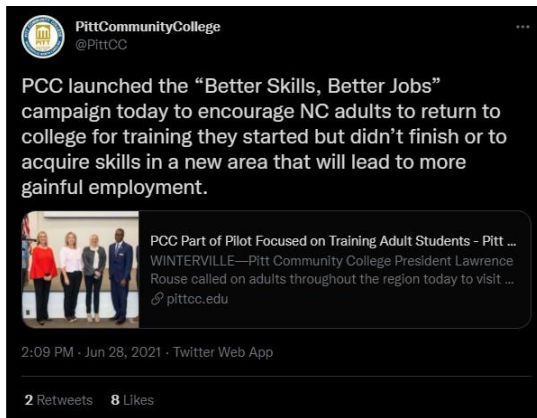 PittCommunityCollege
@PittCC
PCC launched the “Better Skills, Better Jobs”
campaign today to encourage NC adults to return to
college for training they started but didn’t finish or to
acquire skills in a new area that will lead to more
gainful employment.
PCC Part of Pilot Focused on Training Adult Students - Pitt ...
WINTERVILLE—Pitt Community College President Lawrence
Rouse called on adults throughout the region today to visit ...
pittcc.edu
2:09 PM · Jun 28, 2021 · Twitter Web App
2 Retweets 8 Likes